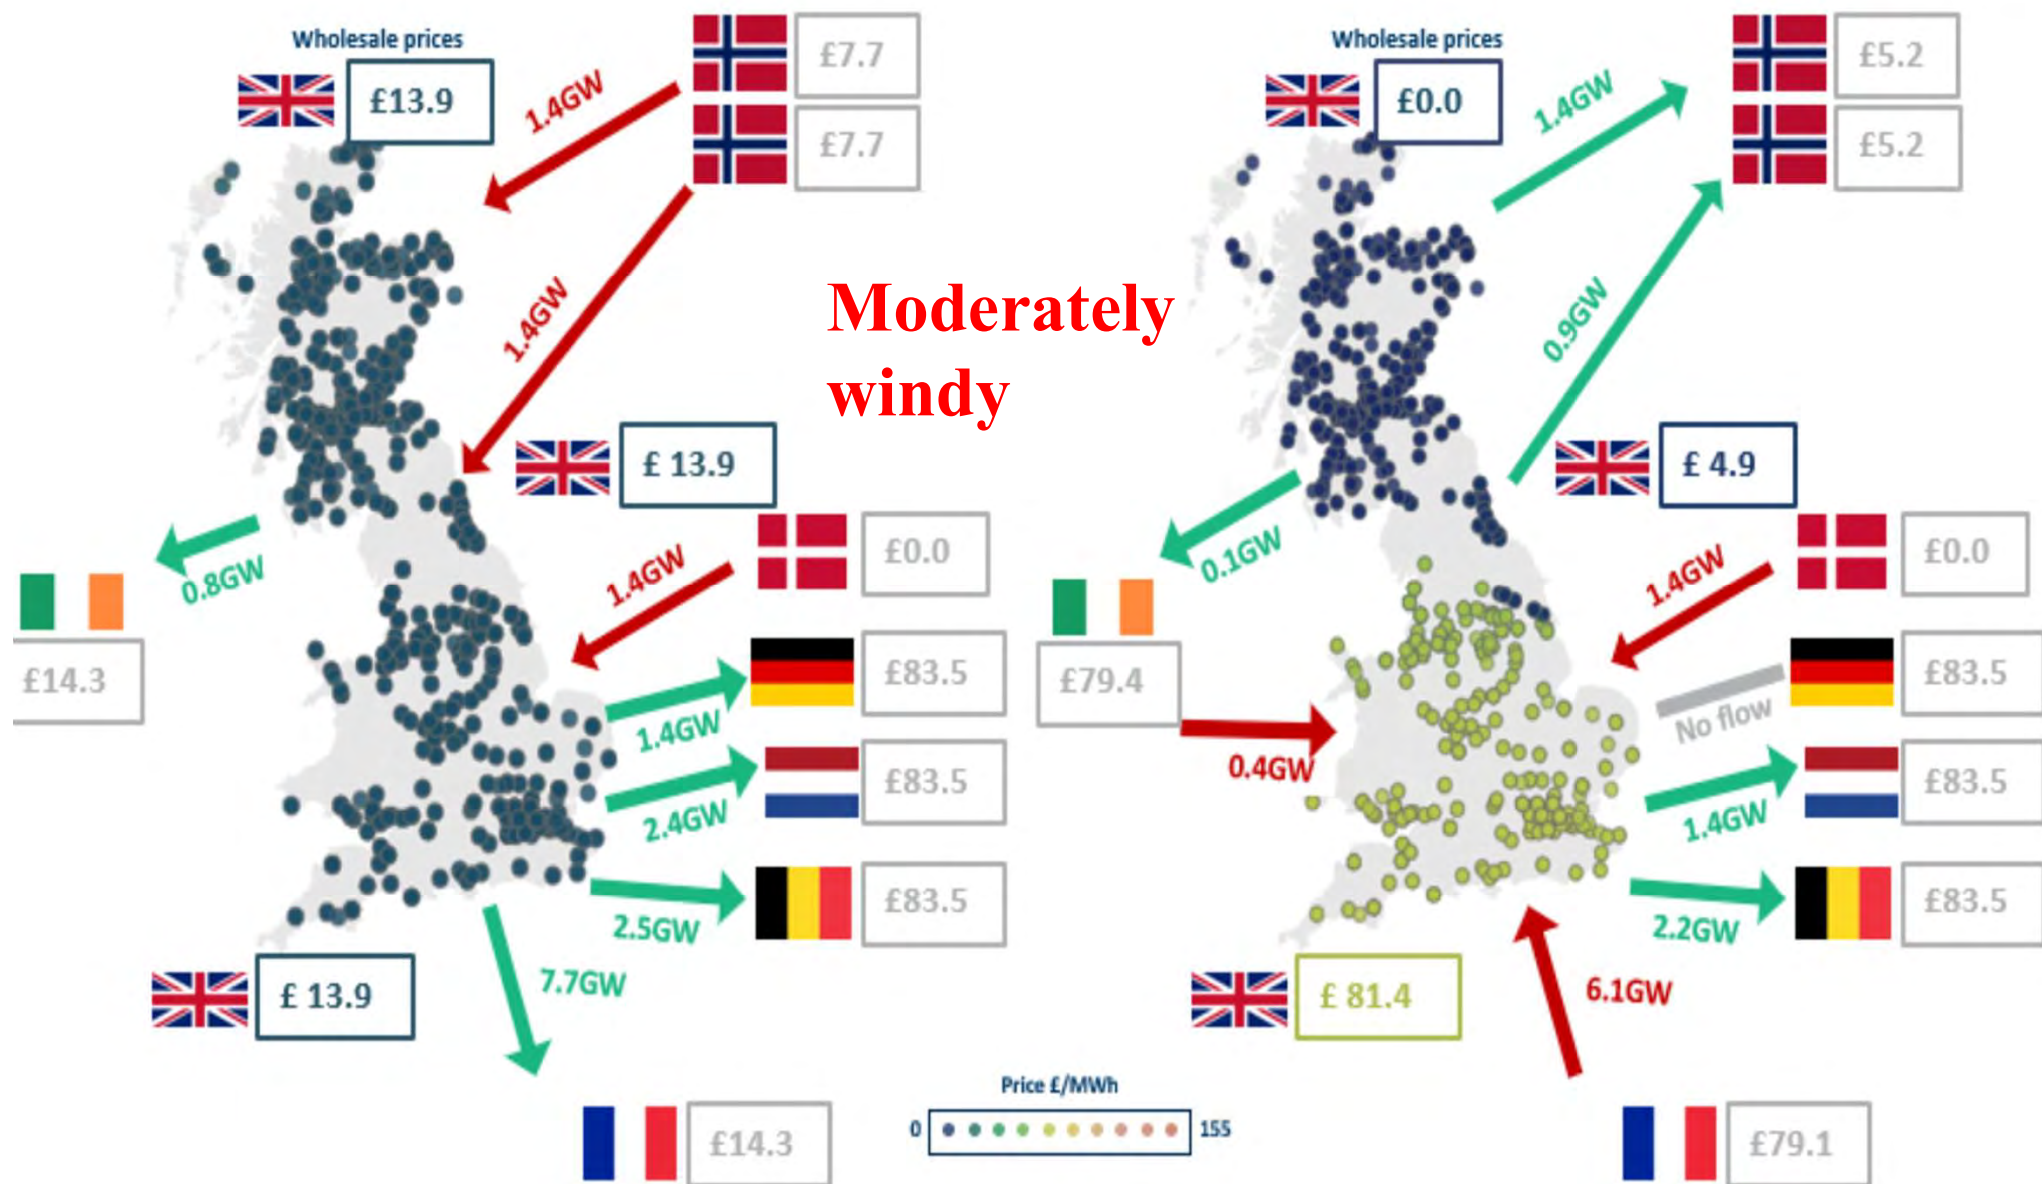 Wholesale prices
£13.9
£7.7
£7.7
1.4GW
1.4GW
Moderately
windy
£ 13.9
0.8GW
£14.3
1.4GW
£0.0
1.4GW
£83.5
2.4GW
£83.5
2.5GW
£83.5
7.7GW
£ 13.9
£14.3
Wholesale prices
£0.0
£5.2
£5.2
1.4GW
0.9GW
£ 4.9
0.1GW
£79.4
0.4GW
1.4GW
£0.0
No flow
£83.5
1.4GW
£83.5
2.2GW
£83.5
6.1GW
£ 81.4
£79.1
Price £/MWh
0
155